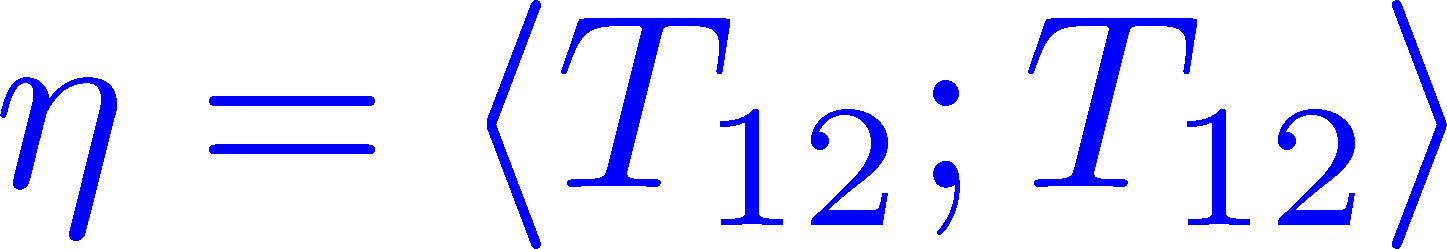 η = ⟨T₁₂; T₁₂⟩